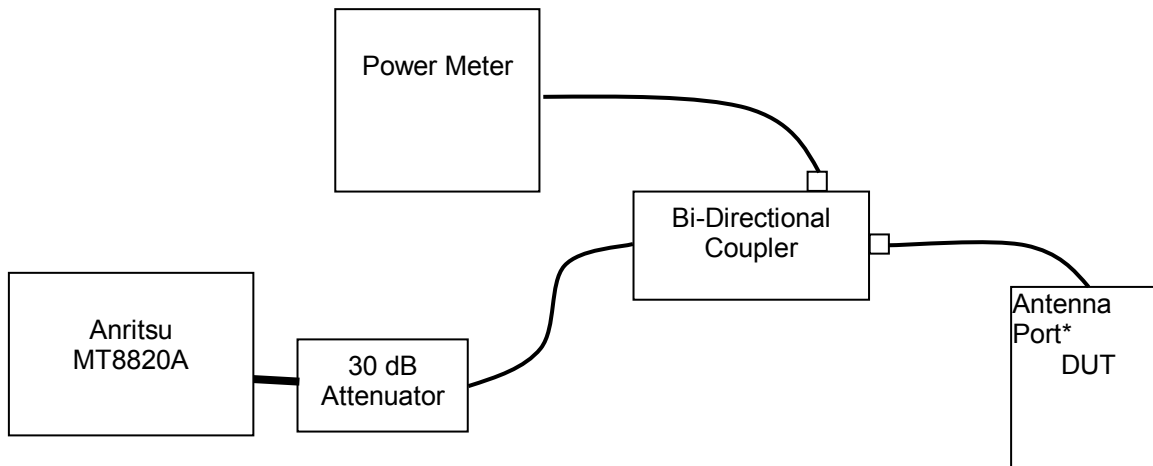 Power Meter
Bi-Directional
Coupler
Anritsu
MT8820A
30 dB
Attenuator
Antenna
Port*
DUT